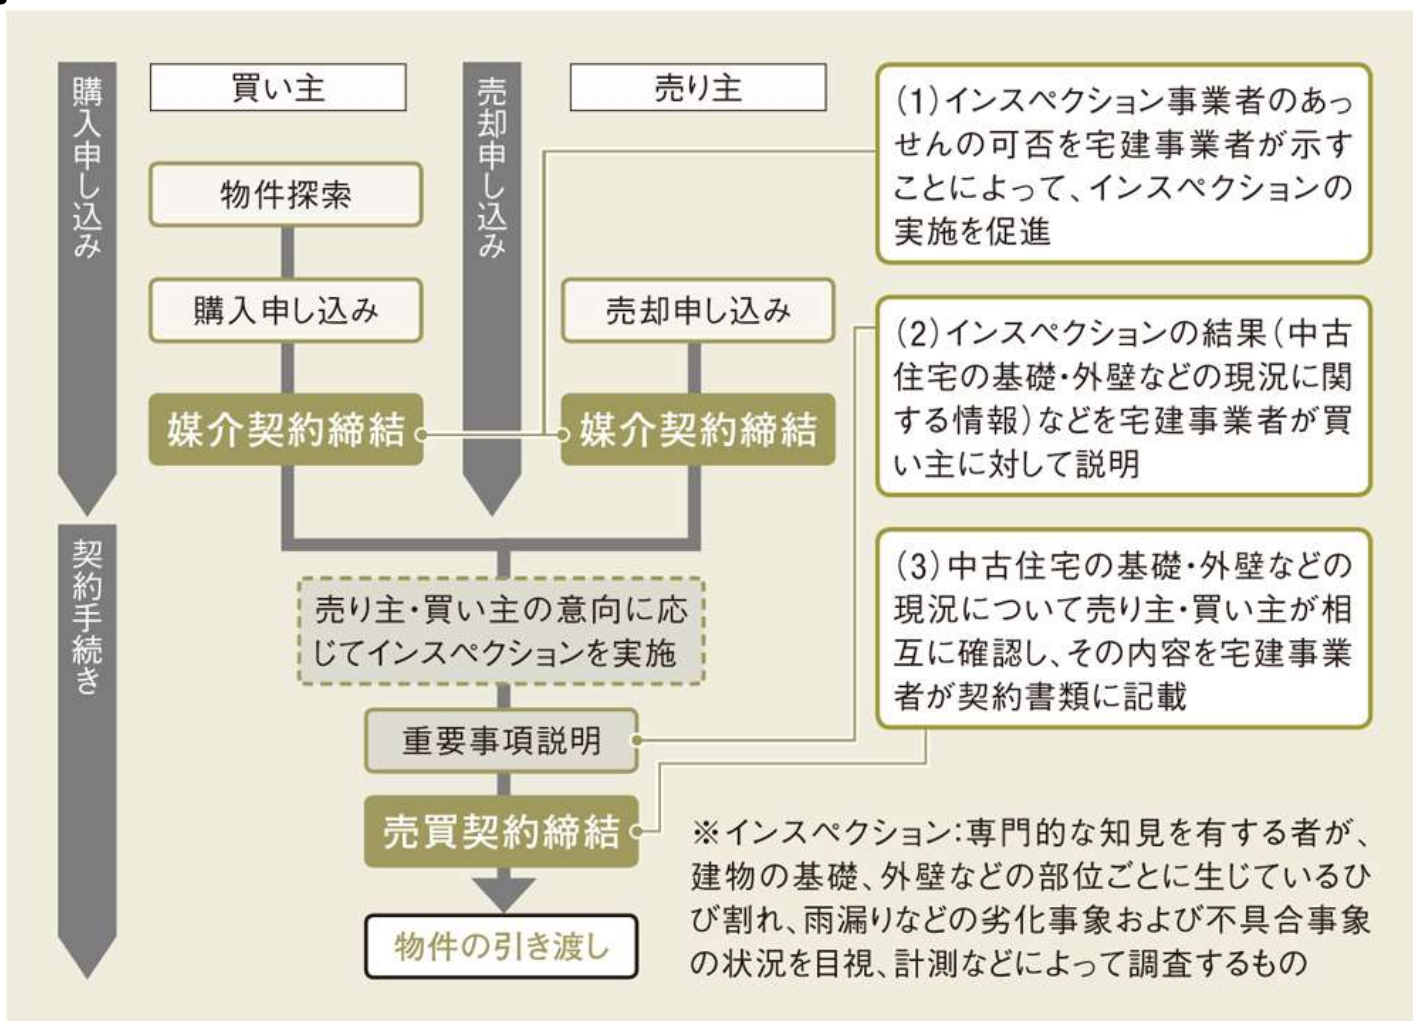 購入申し込み
買い主
売却申し込み
売り主
物件探索
購入申し込み
売却申し込み
媒介契約締結
媒介契約締結
契約手続き
売り主・買い主の意向に応
じてインスペクションを実施
重要事項説明
売買契約締結
物件の引き渡し
(1)インスペクション事業者のあっ
せんの可否を宅建事業者が示す
ことによって、インスペクションの
実施を促進
(2)インスペクションの結果(中古
住宅の基礎・外壁などの現況に関
する情報)などを宅建事業者が買
い主に対して説明
(3)中古住宅の基礎・外壁などの
現況について売り主・買い主が相
互に確認し、その内容を宅建事業
者が契約書類に記載
※インスペクション:専門的な知見を有する者が、
建物の基礎、外壁などの部位ごとに生じているひ
び割れ、雨漏りなどの劣化事象および不具合事象
の状況を目視、計測などによって調査するもの